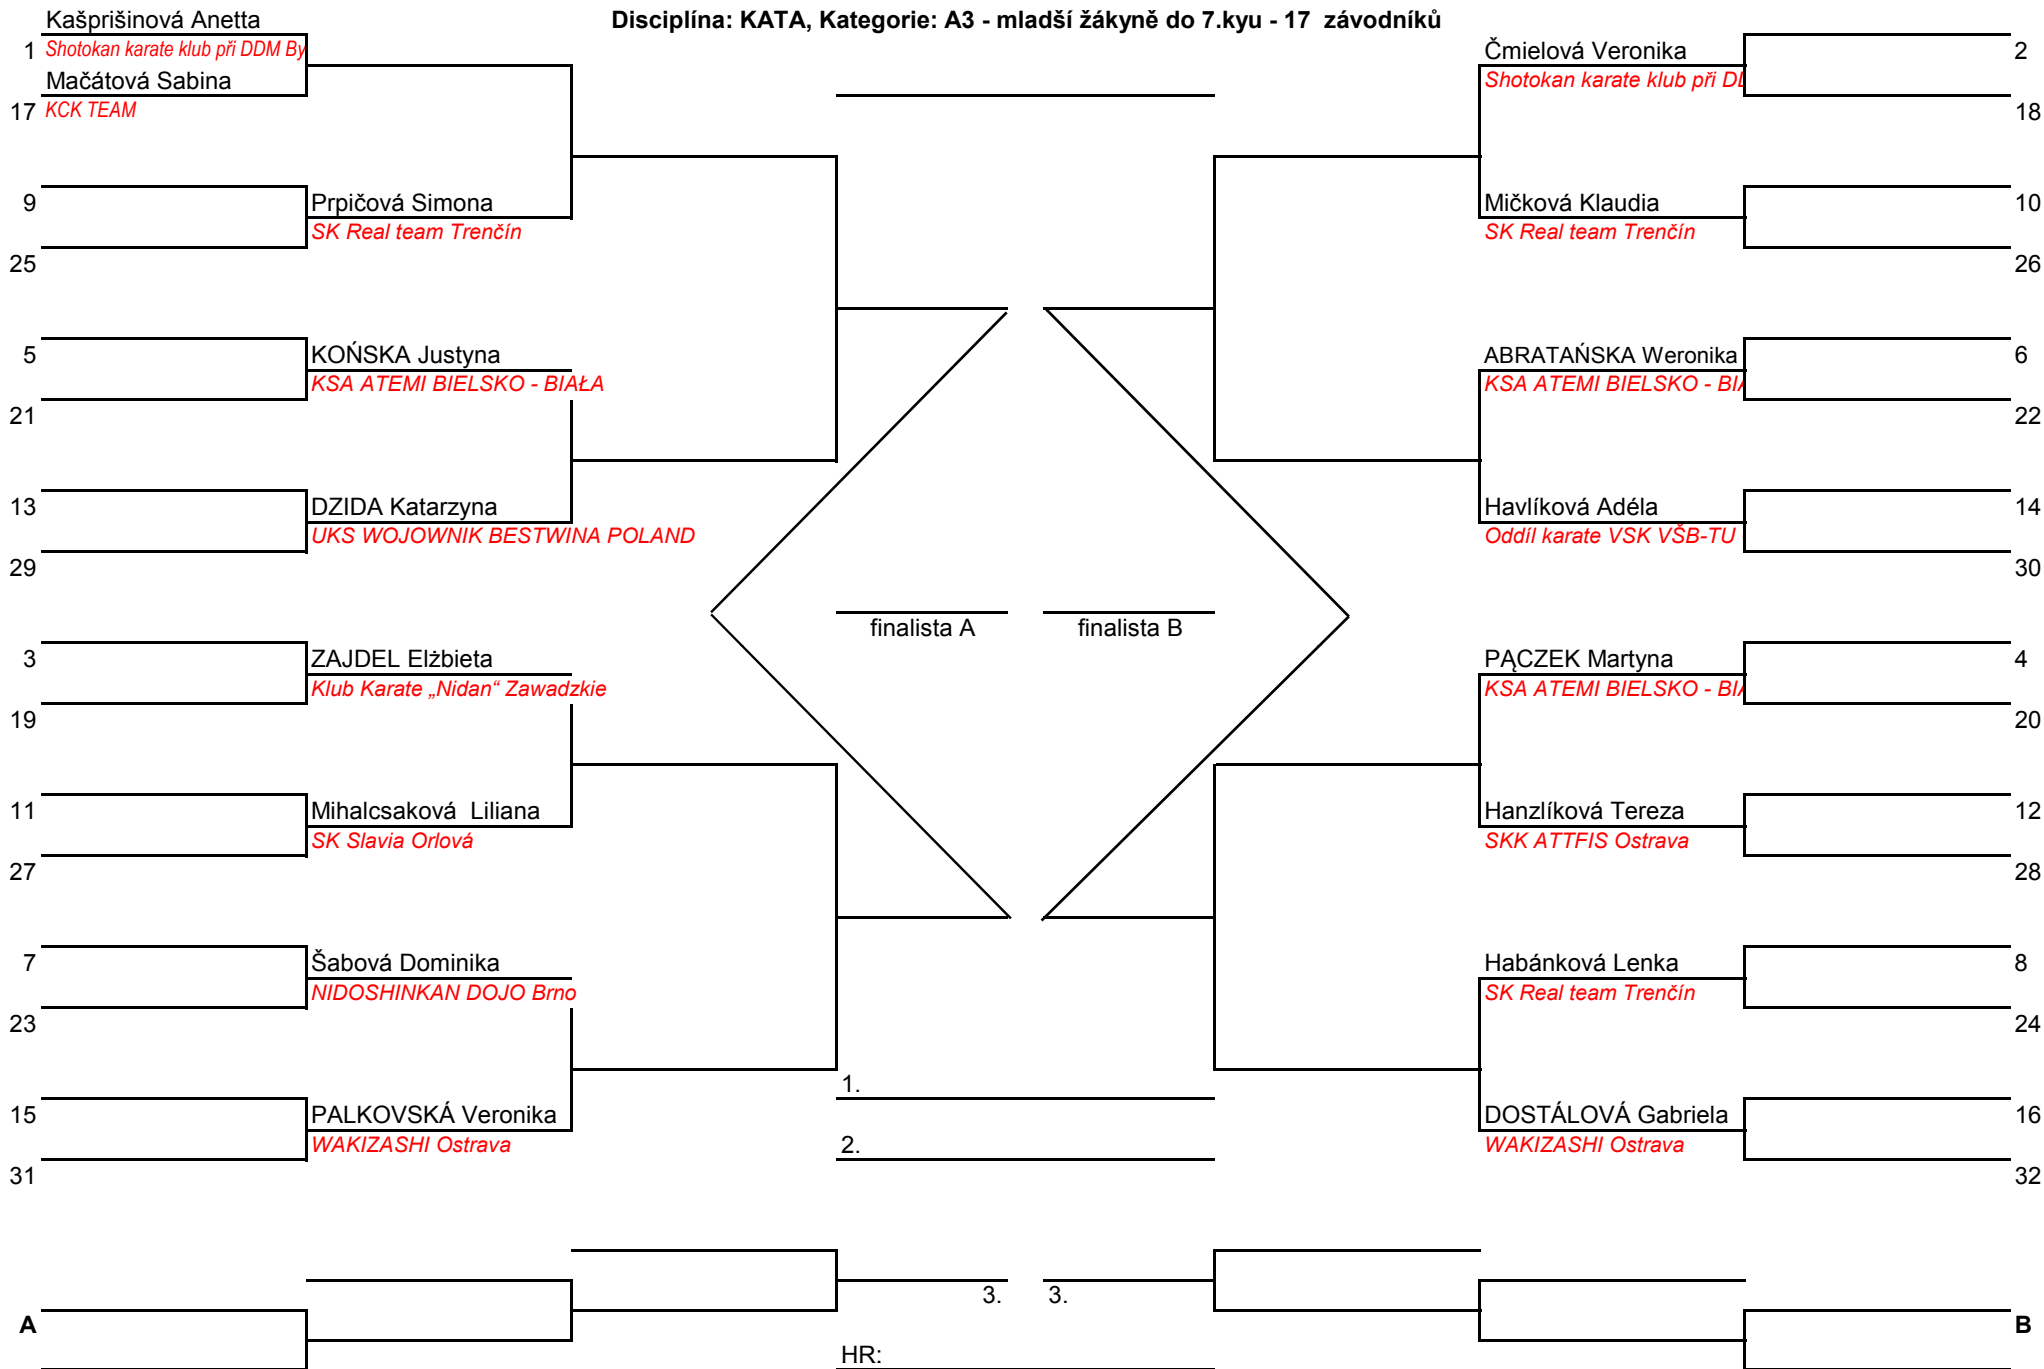 Disciplína: KATA, Kategorie: A3 - mladší žákyně do 7.kyu - 17 závodníků
Kašprišinová Anetta
1 Shotokan karate klub při DDM By
Mačátová Sabina
17 KCK TEAM
9 Prpičová Simona
SK Real team Trenčín
25
5 KOŃSKA Justyna
KSA ATEMI BIELSKO - BIAŁA
21
13 DZIDA Katarzyna
UKS WOJOWNIK BESTWINA POLAND
29
3 ZAJDEL Elżbieta
Klub Karate „Nidan“ Zawadzkie
19
11 Mihalcsaková Liliana
SK Slavia Orlová
27
7 Šabová Dominika
NIDOSHINKAN DOJO Brno
23
15 PALKOVSKÁ Veronika
WAKIZASHI Ostrava
31
A
finalista A
finalista B
1.
2.
3.
3.
HR:
Čmielová Veronika 2
Shotokan karate klub při DD
18
Mičková Klaudia 10
SK Real team Trenčín
26
ABRATAŃSKA Weronika 6
KSA ATEMI BIELSKO - BIA
22
Havlíková Adéla 14
Oddíl karate VSK VŠB-TU
30
PĄCZEK Martyna 4
KSA ATEMI BIELSKO - BIA
20
Hanzlíková Tereza 12
SKK ATTFIS Ostrava
28
Habánková Lenka 8
SK Real team Trenčín
24
DOSTÁLOVÁ Gabriela 16
WAKIZASHI Ostrava
32
B